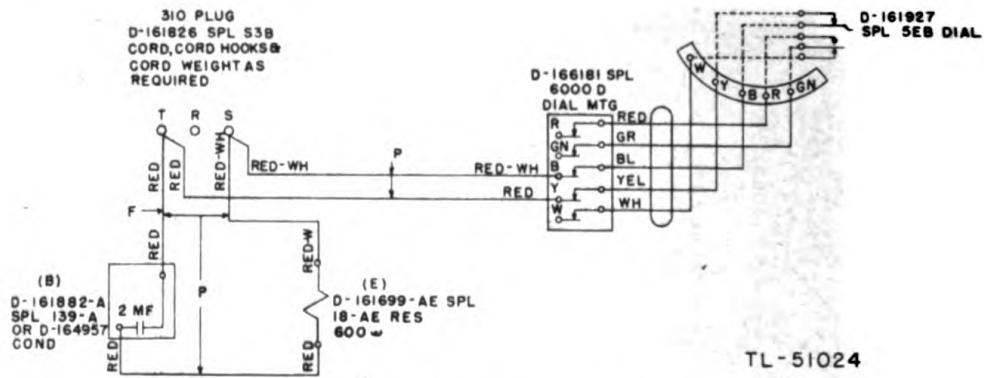 310 PLUG
D-161826 SPL S3B
CORD, CORD HOOKS &
CORD WEIGHT AS
REQUIRED
T R S
RED
RED
RED-WH
RED-WH
P
RED-WH
RED
F
RED
P
RED-W
(B)
D-161882-A
SPL 139-A
OR D-164957
COND
2 MF
RED
(E)
D-161699-AE SPL
18-AE RES
600 ω
RED
D-166181 SPL
6000 D
DIAL MTG
R
GN
B
Y
W
RED
GR
BL
YEL
WH
W Y B R GN
D-161927
SPL 5EB DIAL
TL-51024